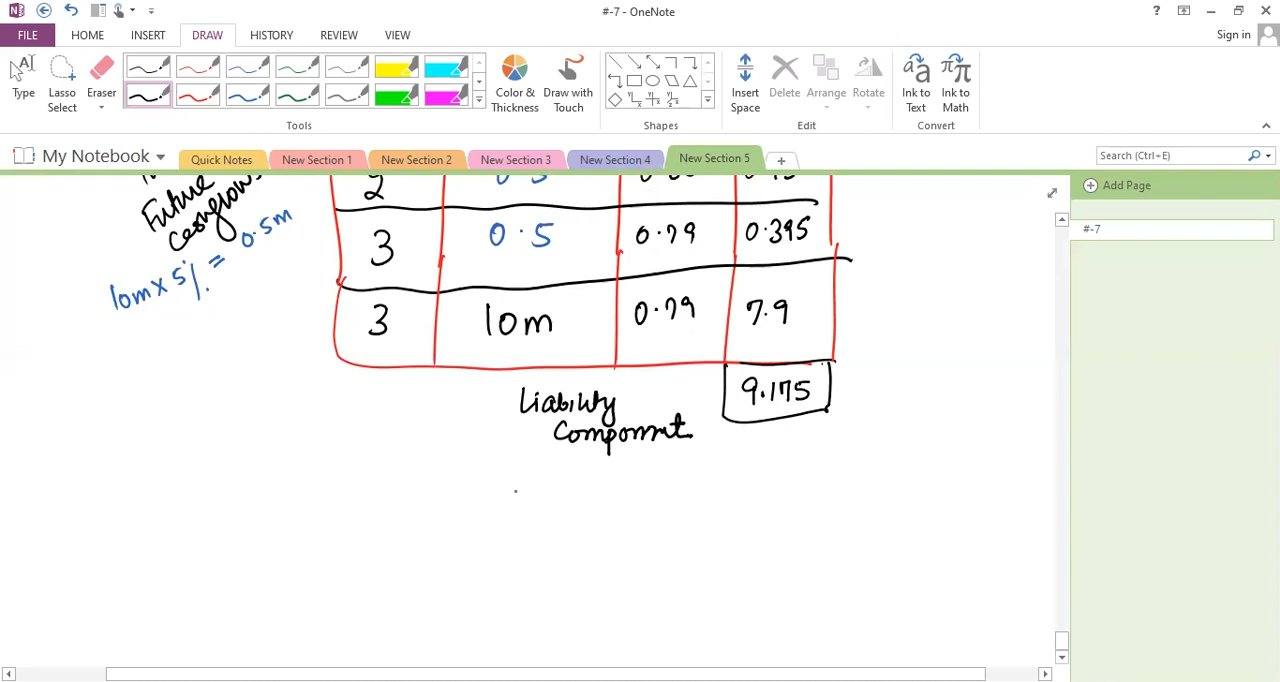 #-7 - OneNote
FILE HOME INSERT DRAW HISTORY REVIEW VIEW
Sign in
Type Lasso Select Eraser
Color & Thickness
Draw with Touch
Insert Space
Delete Arrange Rotate
Ink to Text
Ink to Math
Tools Shapes Edit Convert
My Notebook
Quick Notes New Section 1 New Section 2 New Section 3 New Section 4 New Section 5
Search (Ctrl+E)
Add Page
#-7
Future
10m x 5% = 0.5m
2 0.5
3 0.5 0.79 0.395
3 10m 0.79 7.9
9.175
Liability
Component